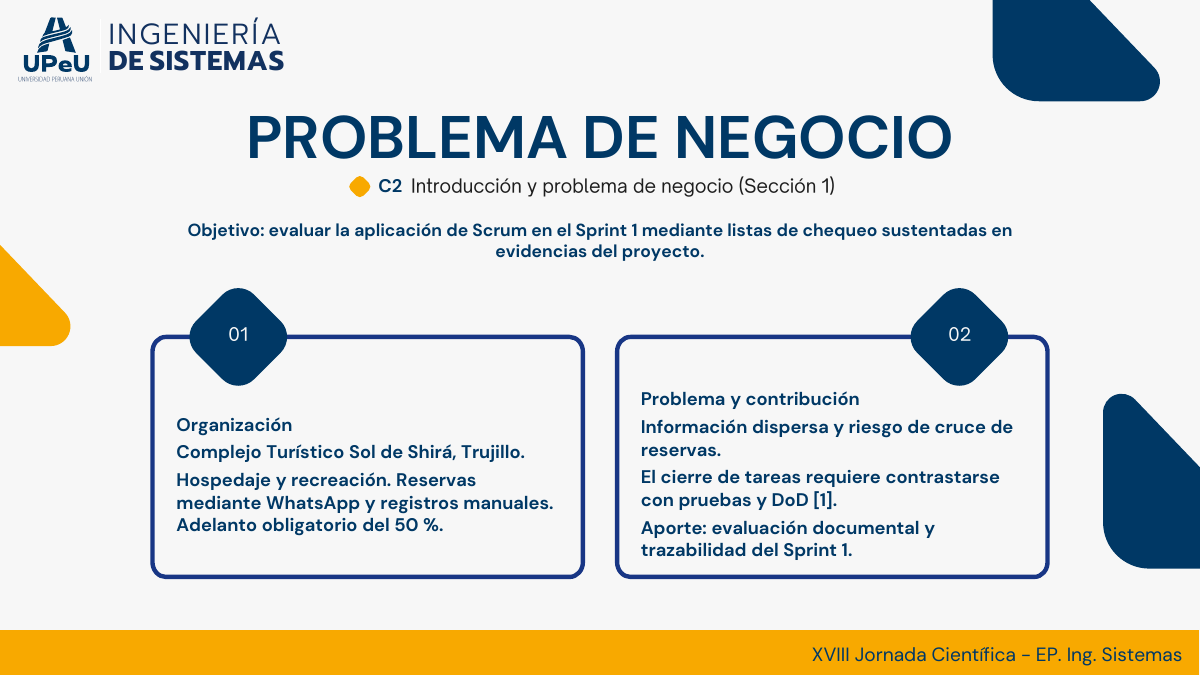 UPeU
UNIVERSIDAD PERUANA UNIÓN
INGENIERÍA
DE SISTEMAS
PROBLEMA DE NEGOCIO
C2 Introducción y problema de negocio (Sección 1)
Objetivo: evaluar la aplicación de Scrum en el Sprint 1 mediante listas de chequeo sustentadas en
evidencias del proyecto.
01
Organización
Complejo Turístico Sol de Shirá, Trujillo.
Hospedaje y recreación. Reservas
mediante WhatsApp y registros manuales.
Adelanto obligatorio del 50 %.
02
Problema y contribución
Información dispersa y riesgo de cruce de
reservas.
El cierre de tareas requiere contrastarse
con pruebas y DoD [1].
Aporte: evaluación documental y
trazabilidad del Sprint 1.
XVIII Jornada Científica - EP. Ing. Sistemas